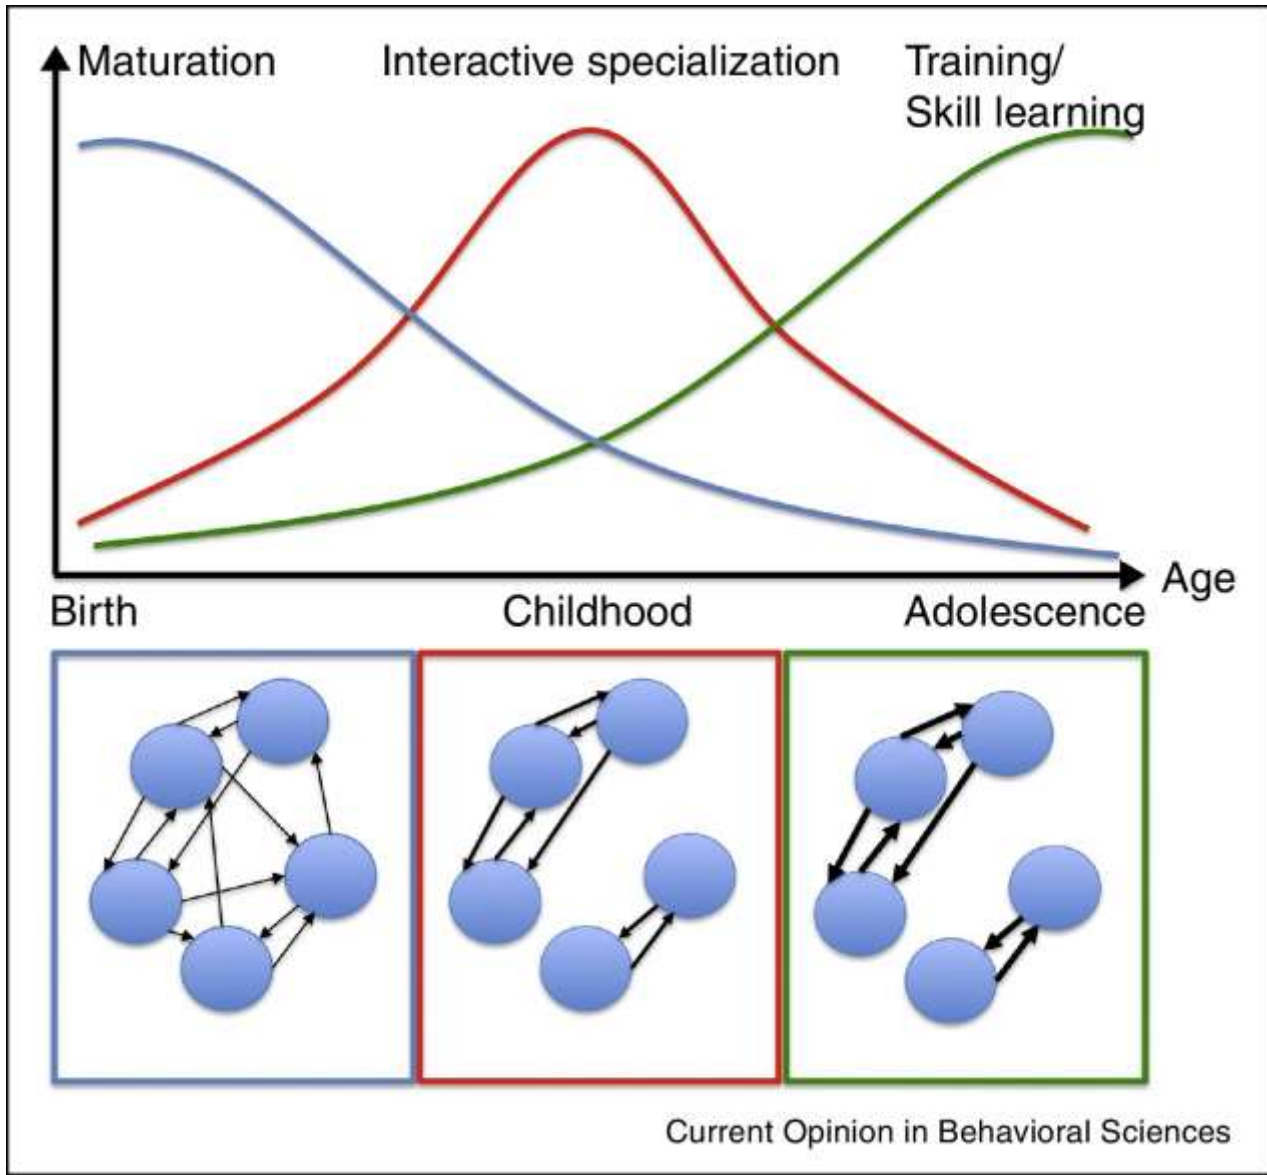 Maturation
Interactive specialization
Training/
Skill learning
Age
Birth
Childhood
Adolescence
Current Opinion in Behavioral Sciences